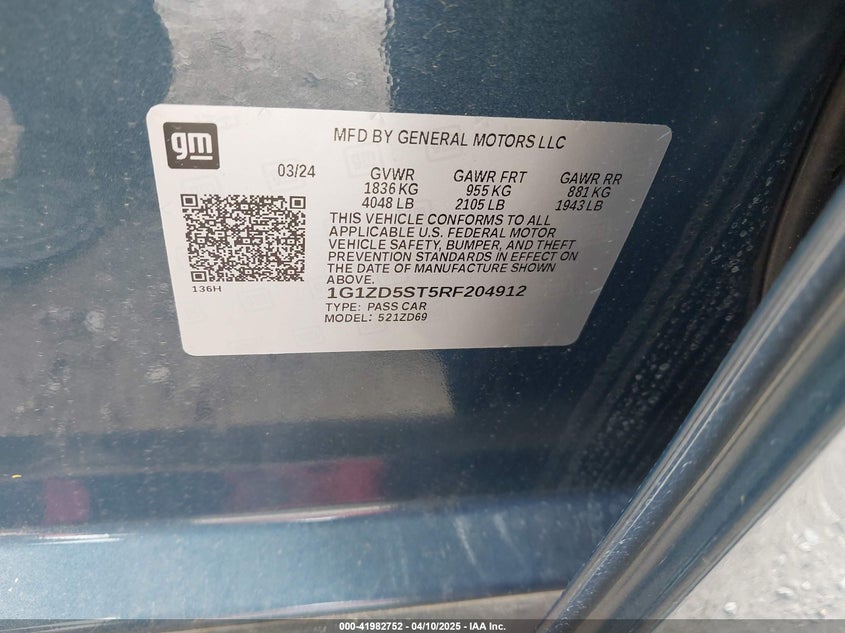 gm
MFD BY GENERAL MOTORS LLC
03/24 GVWR GAWR FRT GAWR RR
1836 KG 955 KG 881 KG
4048 LB 2105 LB 1943 LB
THIS VEHICLE CONFORMS TO ALL
APPLICABLE U.S. FEDERAL MOTOR
VEHICLE SAFETY, BUMPER, AND THEFT
PREVENTION STANDARDS IN EFFECT ON
THE DATE OF MANUFACTURE SHOWN
ABOVE.
136H
1G1ZD5ST5RF204912
TYPE: PASS CAR
MODEL: 521ZD69
000-41982752 — 04/10/2025 — IAA Inc.